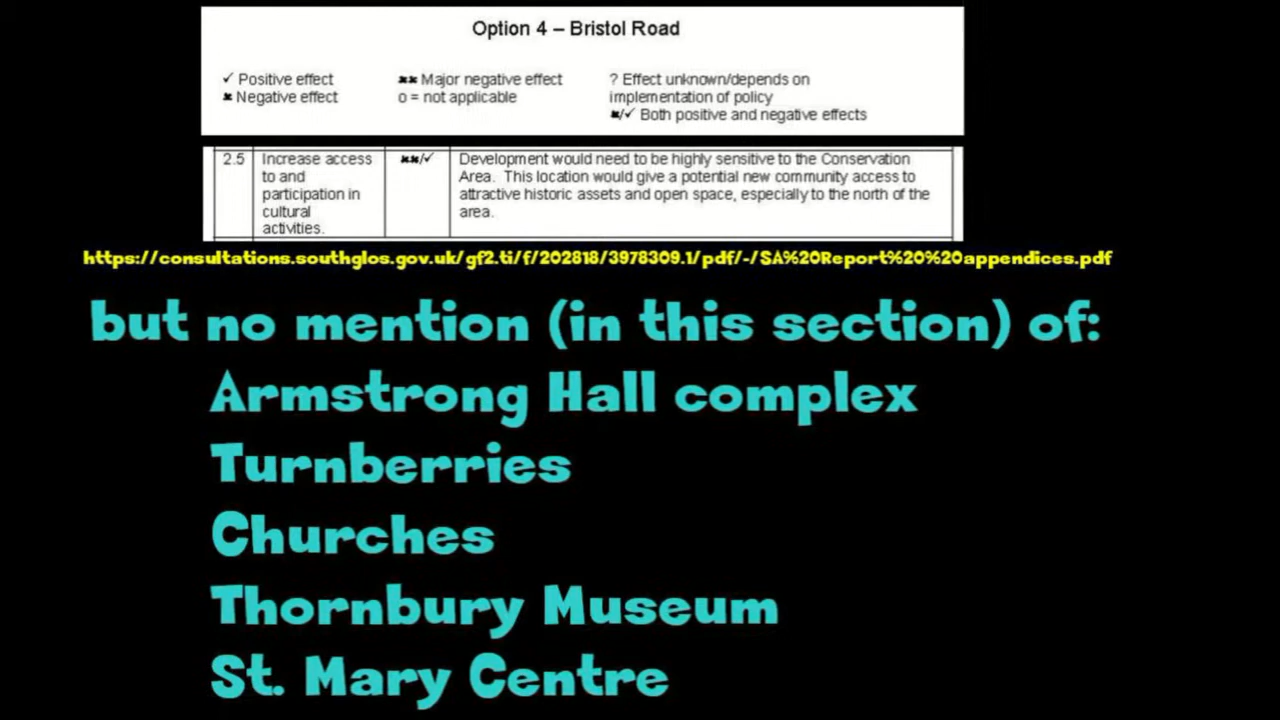 Option 4 – Bristol Road
✓ Positive effect
✖ Negative effect
✖✖ Major negative effect
o = not applicable
? Effect unknown/depends on
implementation of policy
✖/✓ Both positive and negative effects
2.5
Increase access
to and
participation in
cultural
activities.
✖✖/✓
Development would need to be highly sensitive to the Conservation
Area. This location would give a potential new community access to
attractive historic assets and open space, especially to the north of the
area.
https://consultations.southglos.gov.uk/gf2.ti/f/202818/3978309.1/pdf/-/SA%20Report%20%20appendices.pdf
but no mention (in this section) of:
Armstrong Hall complex
Turnberries
Churches
Thornbury Museum
St. Mary Centre